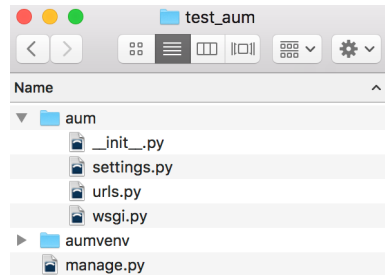 test_aum
Name
aum
__init__.py
settings.py
urls.py
wsgi.py
aumvenv
manage.py